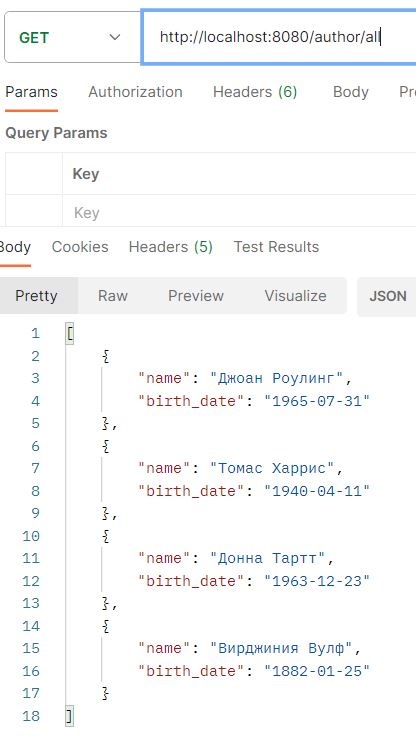 GET http://localhost:8080/author/all
Params Authorization Headers (6) Body Pr
Query Params
Key
Key
Body Cookies Headers (5) Test Results
Pretty Raw Preview Visualize JSON
1 [
2 {
3 "name": "Джоан Роулинг",
4 "birth_date": "1965-07-31"
5 },
6 {
7 "name": "Томас Харрис",
8 "birth_date": "1940-04-11"
9 },
10 {
11 "name": "Донна Тартт",
12 "birth_date": "1963-12-23"
13 },
14 {
15 "name": "Вирджиния Вулф",
16 "birth_date": "1882-01-25"
17 }
18 ]